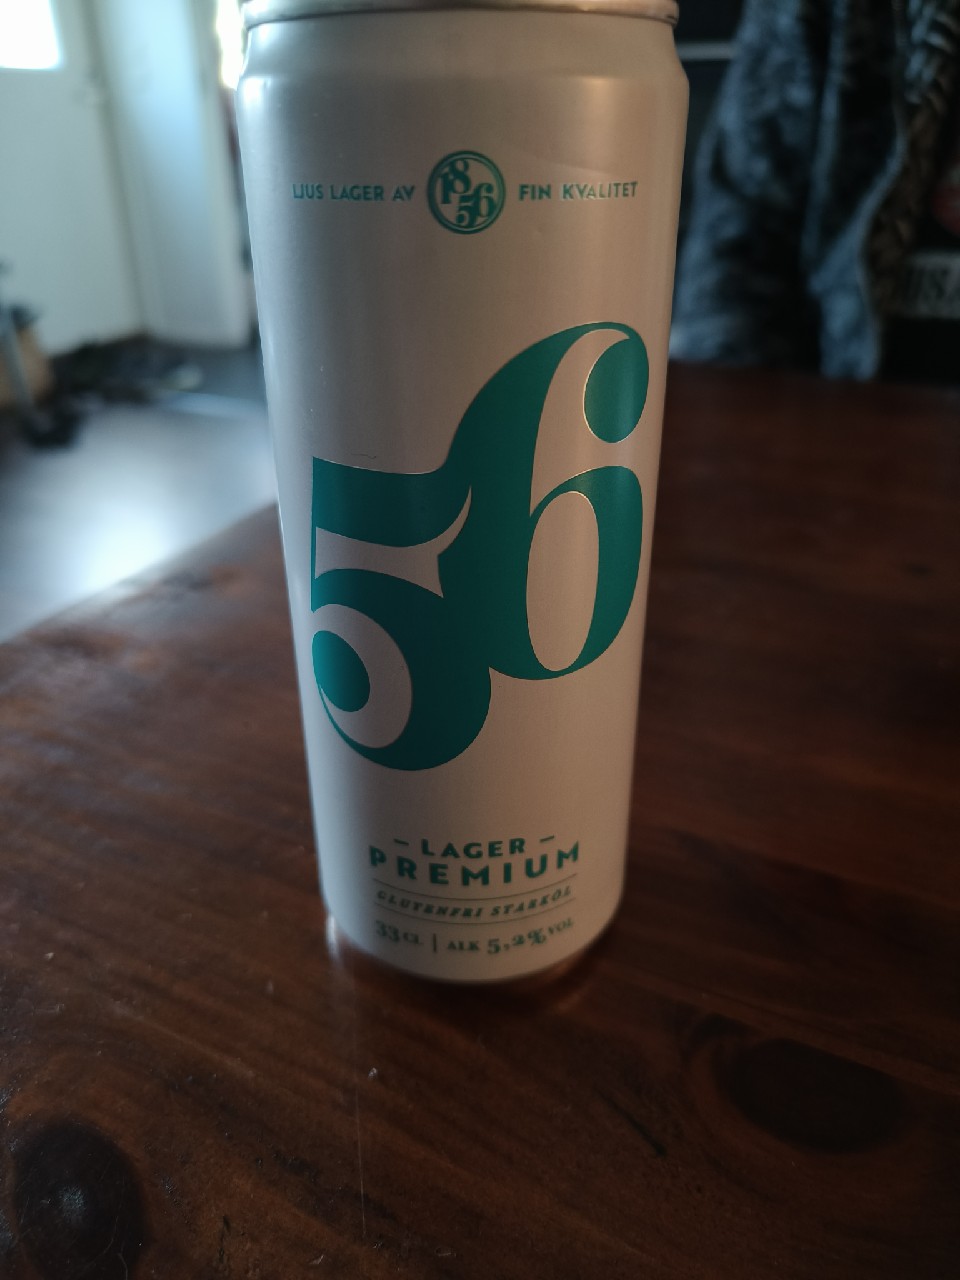 LJUS LAGER AV 1856 FIN KVALITET
56
– LAGER –
PREMIUM
GLUTENFRI STARKÖL
33 CL | ALK 5,2% VOL